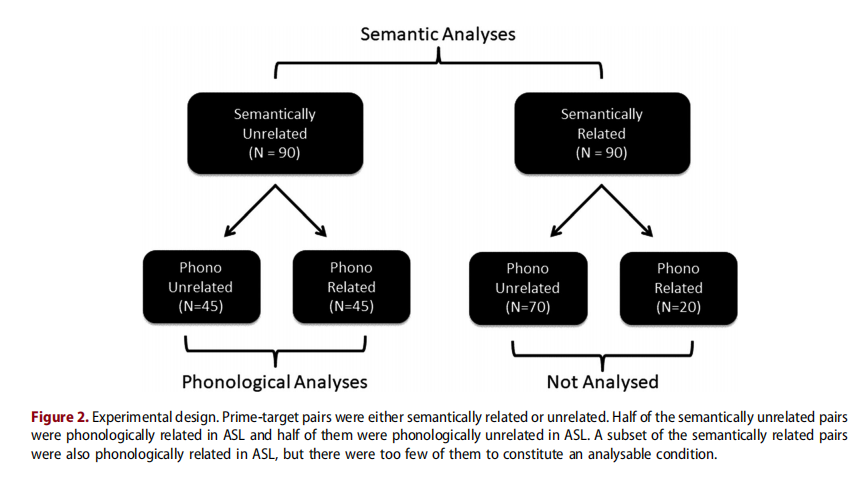 Semantic Analyses
Semantically
Unrelated
(N = 90)
Semantically
Related
(N = 90)
Phono
Unrelated
(N=45)
Phono
Related
(N=45)
Phono
Unrelated
(N=70)
Phono
Related
(N=20)
Phonological Analyses
Not Analysed
Figure 2. Experimental design. Prime-target pairs were either semantically related or unrelated. Half of the semantically unrelated pairs
were phonologically related in ASL and half of them were phonologically unrelated in ASL. A subset of the semantically related pairs
were also phonologically related in ASL, but there were too few of them to constitute an analysable condition.